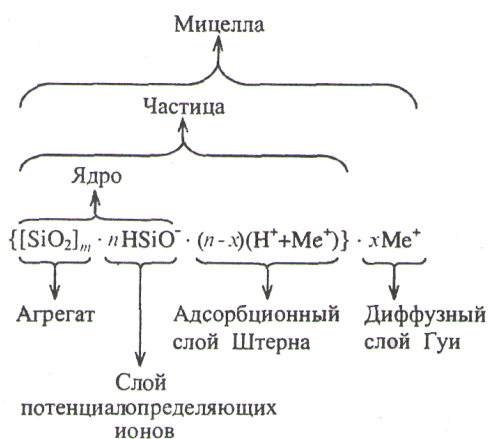 Мицелла
Частица
Ядро
{[SiO₂]ₘ · nHSiO⁻ · (n-x)(H⁺+Me⁺)} · xMe⁺
Агрегат
Адсорбционный
слой Штерна
Диффузный
слой Гуи
Слой
потенциалопределяющих
ионов